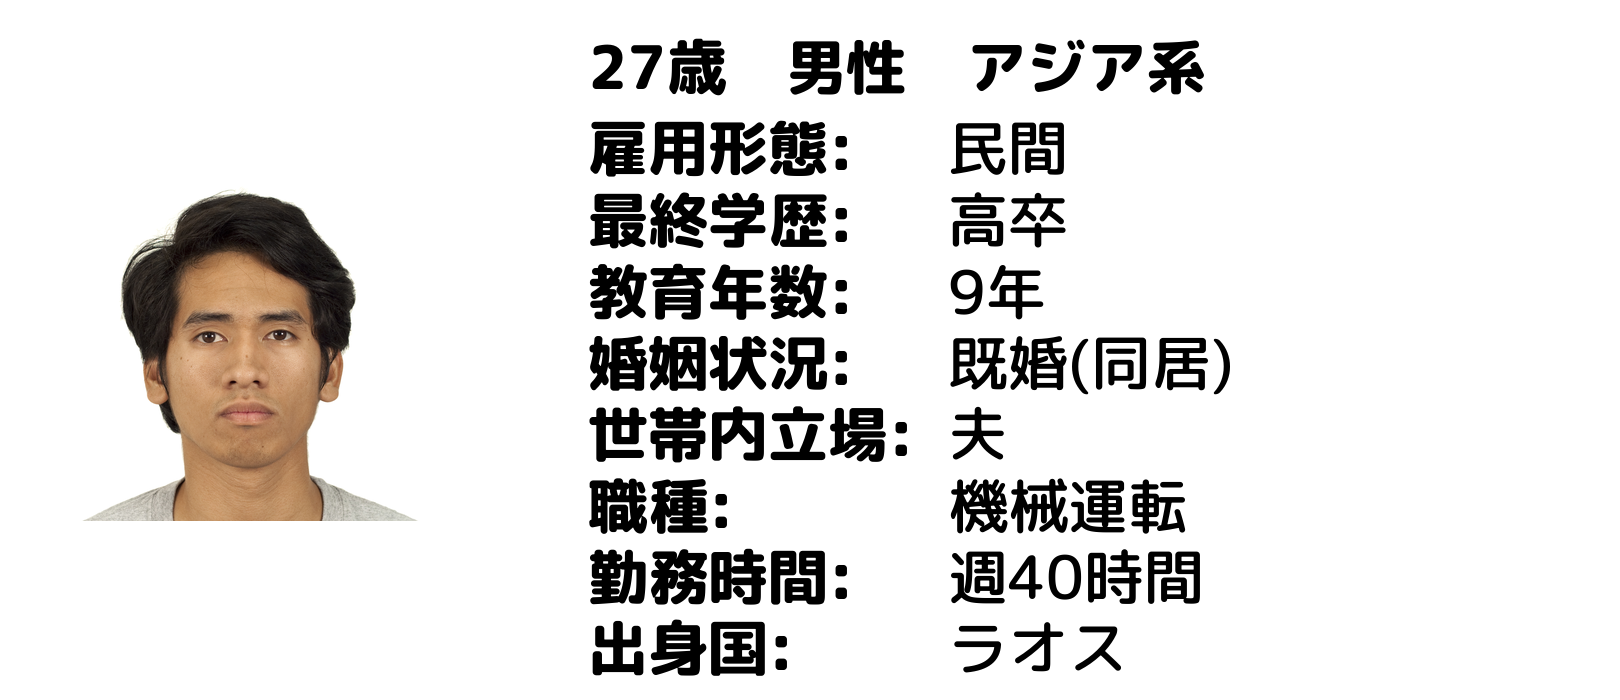 27歳　男性　アジア系
雇用形態:　民間
最終学歴:　高卒
教育年数:　9年
婚姻状況:　既婚(同居)
世帯内立場:　夫
職種:　機械運転
勤務時間:　週40時間
出身国:　ラオス